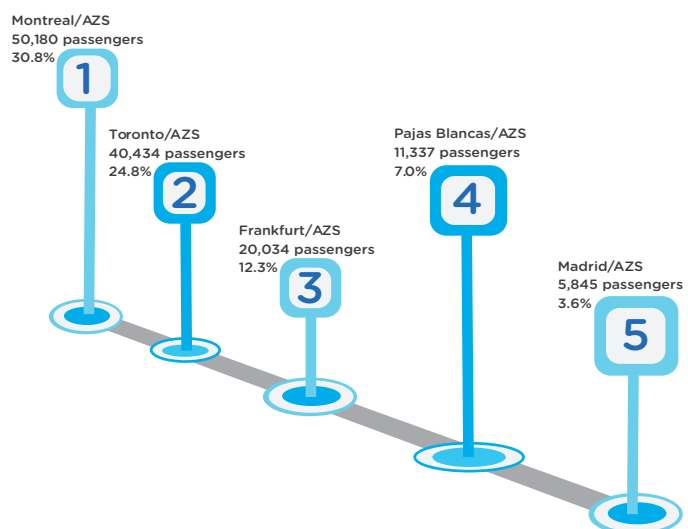 Montreal/AZS
50,180 passengers
30.8%
1
Toronto/AZS
40,434 passengers
24.8%
2
Frankfurt/AZS
20,034 passengers
12.3%
3
Pajas Blancas/AZS
11,337 passengers
7.0%
4
Madrid/AZS
5,845 passengers
3.6%
5